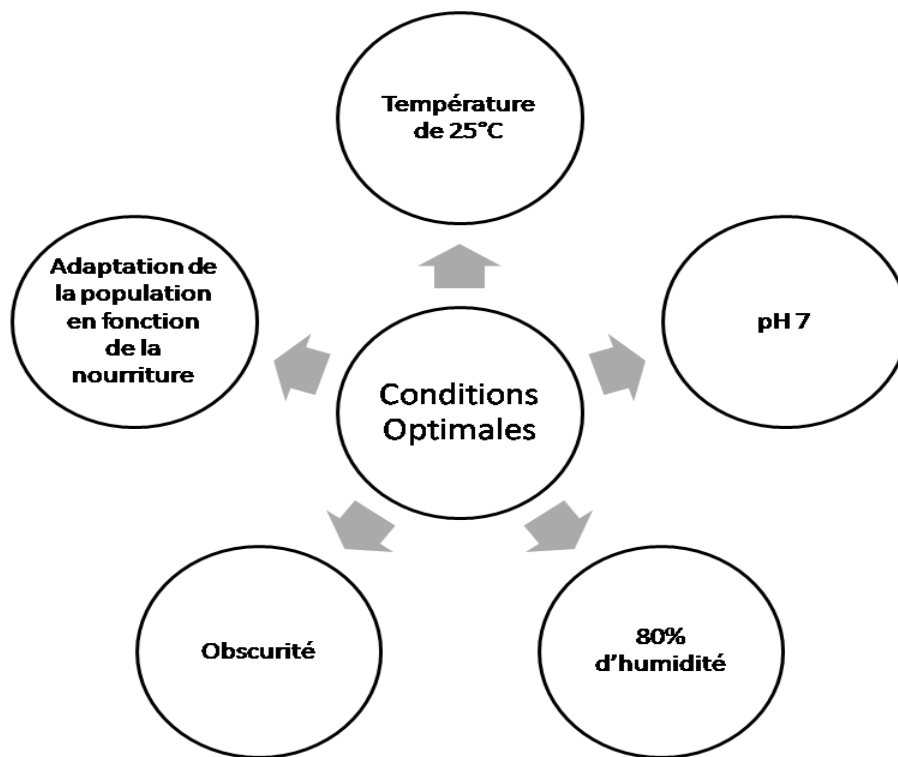 Température
de 25°C
Adaptation de
la population
en fonction
de la
nourriture
pH 7
Conditions
Optimales
Obscurité
80%
d'humidité